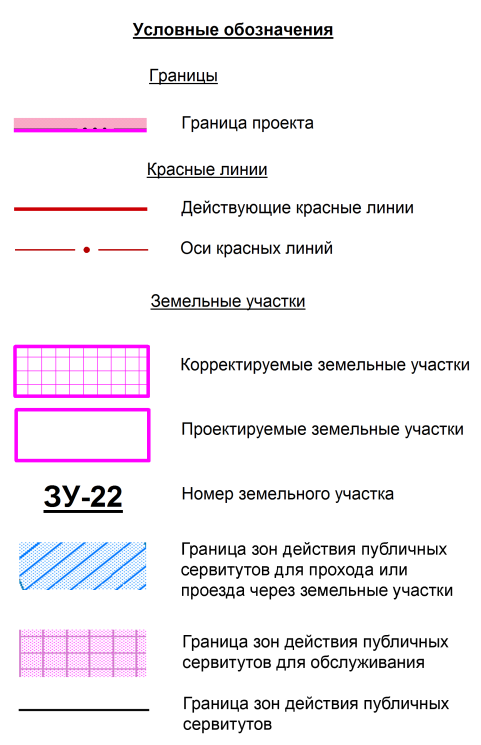 Условные обозначения
Границы
Граница проекта
Красные линии
Действующие красные линии
Оси красных линий
Земельные участки
Корректируемые земельные участки
Проектируемые земельные участки
ЗУ-22
Номер земельного участка
Граница зон действия публичных
сервитутов для прохода или
проезда через земельные участки
Граница зон действия публичных
сервитутов для обслуживания
Граница зон действия публичных
сервитутов